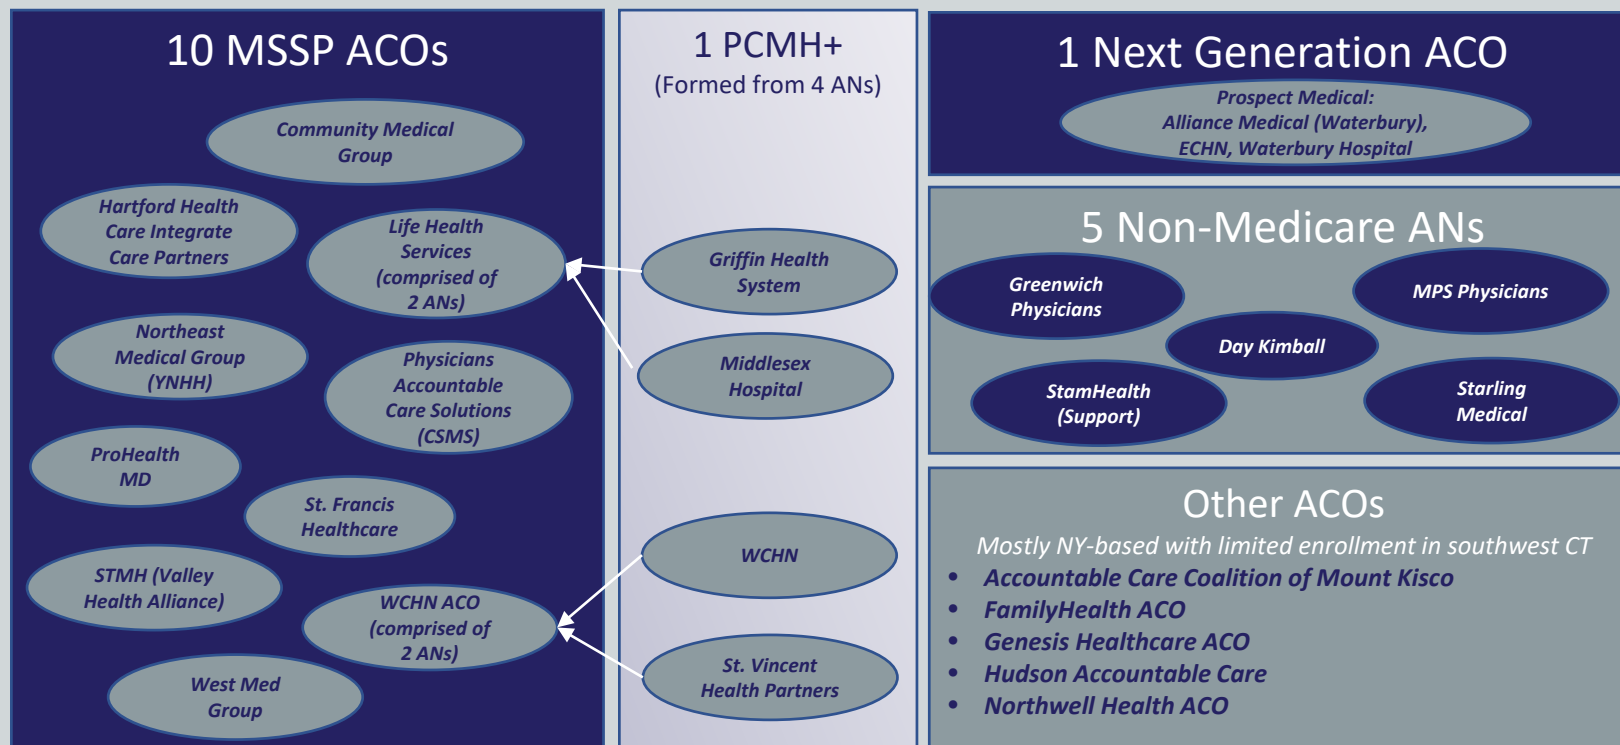 10 MSSP ACOs
Community Medical
Group
Hartford Health
Care Integrate
Care Partners
Life Health
Services
(comprised of
2 ANs)
Northeast
Medical Group
(YNHH)
Physicians
Accountable
Care Solutions
(CSMS)
ProHealth
MD
St. Francis
Healthcare
STMH (Valley
Health Alliance)
WCHN ACO
(comprised of
2 ANs)
West Med
Group
1 PCMH+
(Formed from 4 ANs)
Griffin Health
System
Middlesex
Hospital
WCHN
St. Vincent
Health Partners
1 Next Generation ACO
Prospect Medical:
Alliance Medical (Waterbury),
ECHN, Waterbury Hospital
5 Non-Medicare ANs
Greenwich
Physicians
MPS Physicians
Day Kimball
StamHealth
(Support)
Starling
Medical
Other ACOs
Mostly NY-based with limited enrollment in southwest CT
• Accountable Care Coalition of Mount Kisco
• FamilyHealth ACO
• Genesis Healthcare ACO
• Hudson Accountable Care
• Northwell Health ACO